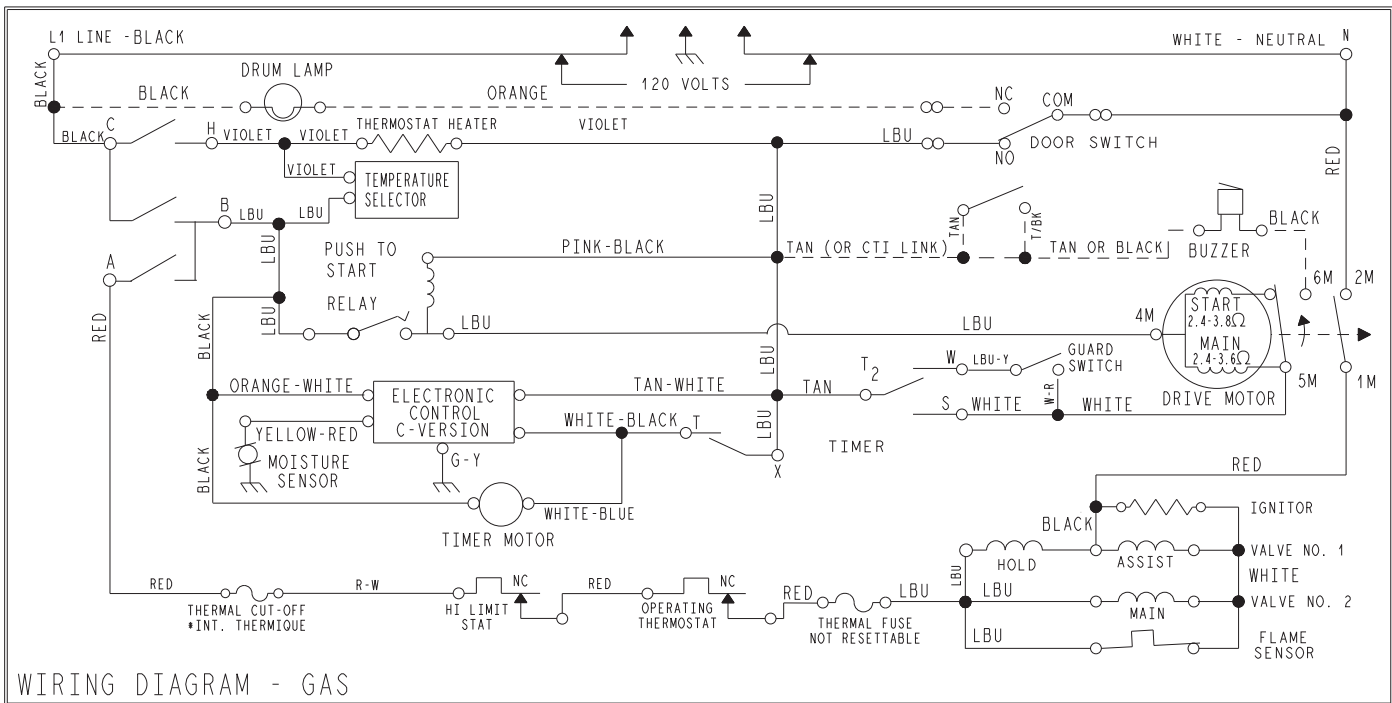 L1 LINE -BLACK
WHITE - NEUTRAL N
BLACK
DRUM LAMP
120 VOLTS
BLACK
ORANGE
NC
COM
BLACK
C
H
VIOLET
VIOLET
THERMOSTAT HEATER
VIOLET
LBU
NO
DOOR SWITCH
RED
VIOLET
TEMPERATURE
SELECTOR
B
LBU
LBU
LBU
LBU
TAN
T/BK
BLACK
PUSH TO
START
PINK-BLACK
TAN (OR CTI LINK)
TAN OR BLACK
BUZZER
A
6M
2M
RELAY
START
2.4-3.8Ω
RED
BLACK
LBU
LBU
LBU
4M
MAIN
2.4-3.6Ω
LBU
T2
W
LBU-Y
GUARD
SWITCH
5M
1M
DRIVE MOTOR
ORANGE-WHITE
ELECTRONIC
CONTROL
C-VERSION
TAN-WHITE
TAN
S
WHITE
W-R
WHITE
WHITE-BLACK
T
LBU
TIMER
YELLOW-RED
G-Y
X
MOISTURE
SENSOR
BLACK
RED
WHITE-BLUE
TIMER MOTOR
IGNITOR
BLACK
HOLD
ASSIST
VALVE NO. 1
WHITE
RED
R-W
NC
RED
NC
RED
LBU
LBU
LBU
MAIN
VALVE NO. 2
THERMAL CUT-OFF
*INT. THERMIQUE
HI LIMIT
STAT
OPERATING
THERMOSTAT
THERMAL FUSE
NOT RESETTABLE
LBU
FLAME
SENSOR
WIRING DIAGRAM - GAS